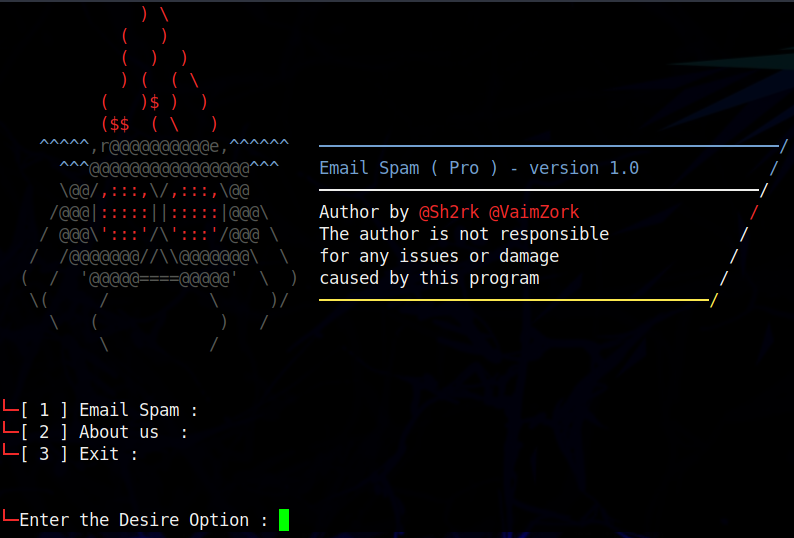 Email Spam ( Pro ) - version 1.0
Author by @Sh2rk @VaimZork
The author is not responsible
for any issues or damage
caused by this program
[ 1 ] Email Spam :
[ 2 ] About us  :
[ 3 ] Exit :
Enter the Desire Option :